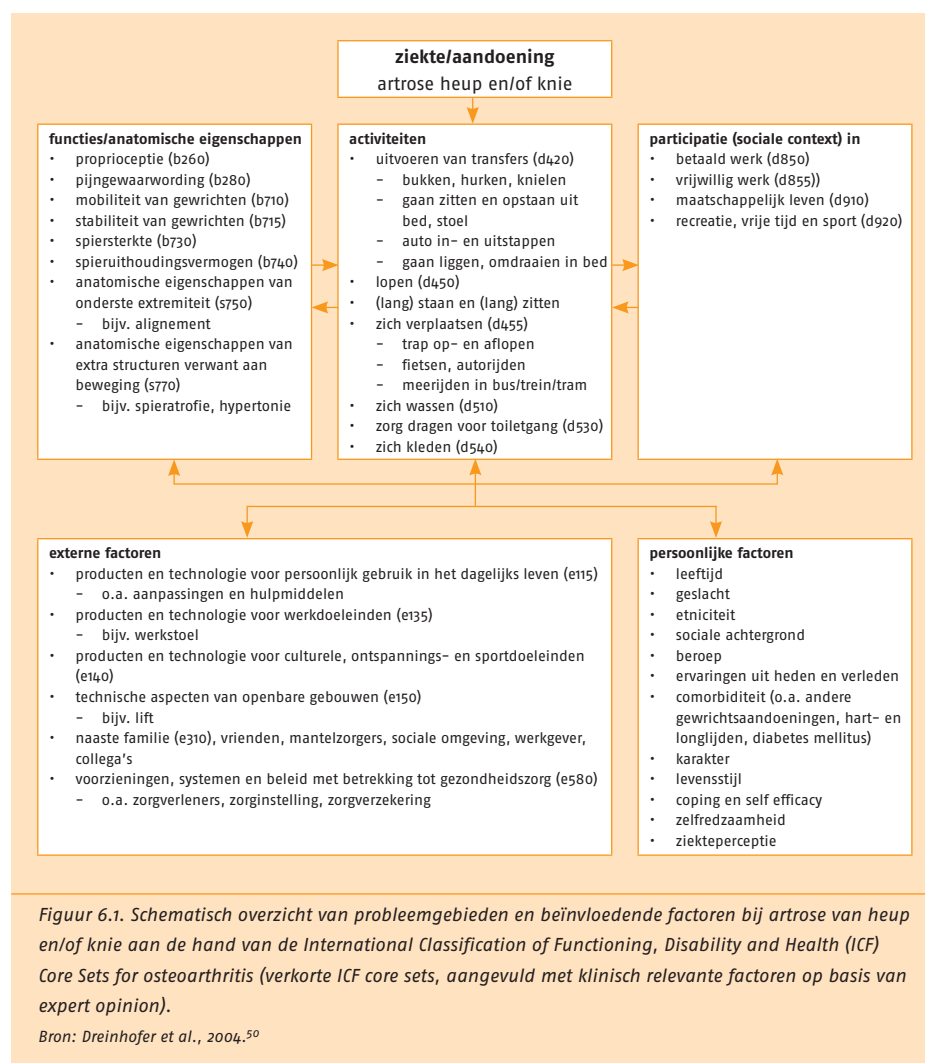 ziekte/aandoening
artrose heup en/of knie
functies/anatomische eigenschappen
• proprioceptie (b260)
• pijngewaarwording (b280)
• mobiliteit van gewrichten (b710)
• stabiliteit van gewrichten (b715)
• spiersterkte (b730)
• spieruithoudingsvermogen (b740)
• anatomische eigenschappen van
onderste extremiteit (s750)
– bijv. alignement
• anatomische eigenschappen van
extra structuren verwant aan
beweging (s770)
– bijv. spieratrofie, hypertonie
activiteiten
• uitvoeren van transfers (d420)
– bukken, hurken, knielen
– gaan zitten en opstaan uit
bed, stoel
– auto in- en uitstappen
– gaan liggen, omdraaien in bed
• lopen (d450)
• (lang) staan en (lang) zitten
• zich verplaatsen (d455)
– trap op- en aflopen
– fietsen, autorijden
– meerijden in bus/trein/tram
• zich wassen (d510)
• zorg dragen voor toiletgang (d530)
• zich kleden (d540)
participatie (sociale context) in
• betaald werk (d850)
• vrijwillig werk (d855))
• maatschappelijk leven (d910)
• recreatie, vrije tijd en sport (d920)
externe factoren
• producten en technologie voor persoonlijk gebruik in het dagelijks leven (e115)
– o.a. aanpassingen en hulpmiddelen
• producten en technologie voor werkdoeleinden (e135)
– bijv. werkstoel
• producten en technologie voor culturele, ontspannings- en sportdoeleinden
(e140)
• technische aspecten van openbare gebouwen (e150)
– bijv. lift
• naaste familie (e310), vrienden, mantelzorgers, sociale omgeving, werkgever,
collega's
• voorzieningen, systemen en beleid met betrekking tot gezondheidszorg (e580)
– o.a. zorgverleners, zorginstelling, zorgverzekering
persoonlijke factoren
• leeftijd
• geslacht
• etniciteit
• sociale achtergrond
• beroep
• ervaringen uit heden en verleden
• comorbiditeit (o.a. andere
gewrichtsaandoeningen, hart- en
longlijden, diabetes mellitus)
• karakter
• levensstijl
• coping en self efficacy
• zelfredzaamheid
• ziekteperceptie
Figuur 6.1. Schematisch overzicht van probleemgebieden en beïnvloedende factoren bij artrose van heup
en/of knie aan de hand van de International Classification of Functioning, Disability and Health (ICF)
Core Sets for osteoarthritis (verkorte ICF core sets, aangevuld met klinisch relevante factoren op basis van
expert opinion).
Bron: Dreinhofer et al., 2004.⁵⁰